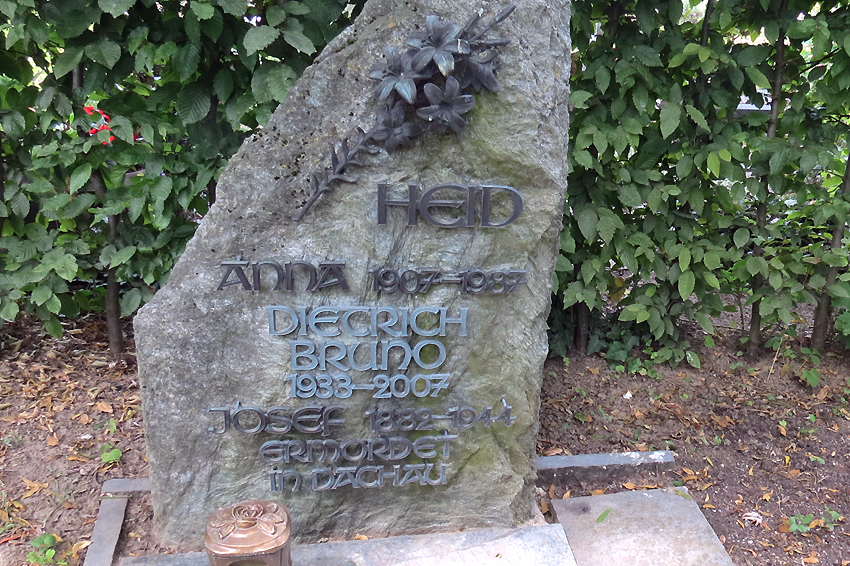 HEID
ANNA 1907–1987
DIETRICH
BRUNO
1933–2007
JOSEF 1882–1944
ERMORDET
IN DACHAU